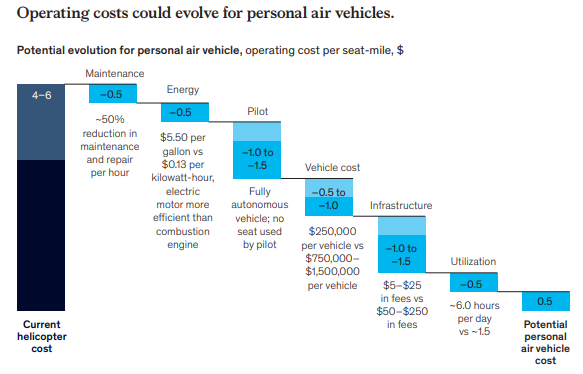 Operating costs could evolve for personal air vehicles.
Potential evolution for personal air vehicle, operating cost per seat-mile, $
4–6
Current
helicopter
cost
Maintenance
–0.5
~50%
reduction in
maintenance
and repair
per hour
Energy
–0.5
$5.50 per
gallon vs
$0.13 per
kilowatt-hour,
electric
motor more
efficient than
combustion
engine
Pilot
–1.0 to
–1.5
Fully
autonomous
vehicle; no
seat used
by pilot
Vehicle cost
–0.5 to
–1.0
$250,000
per vehicle vs
$750,000–
$1,500,000
per vehicle
Infrastructure
–1.0 to
–1.5
$5–$25
in fees vs
$50–$250
in fees
Utilization
–0.5
~6.0 hours
per day
vs ~1.5
0.5
Potential
personal
air vehicle
cost